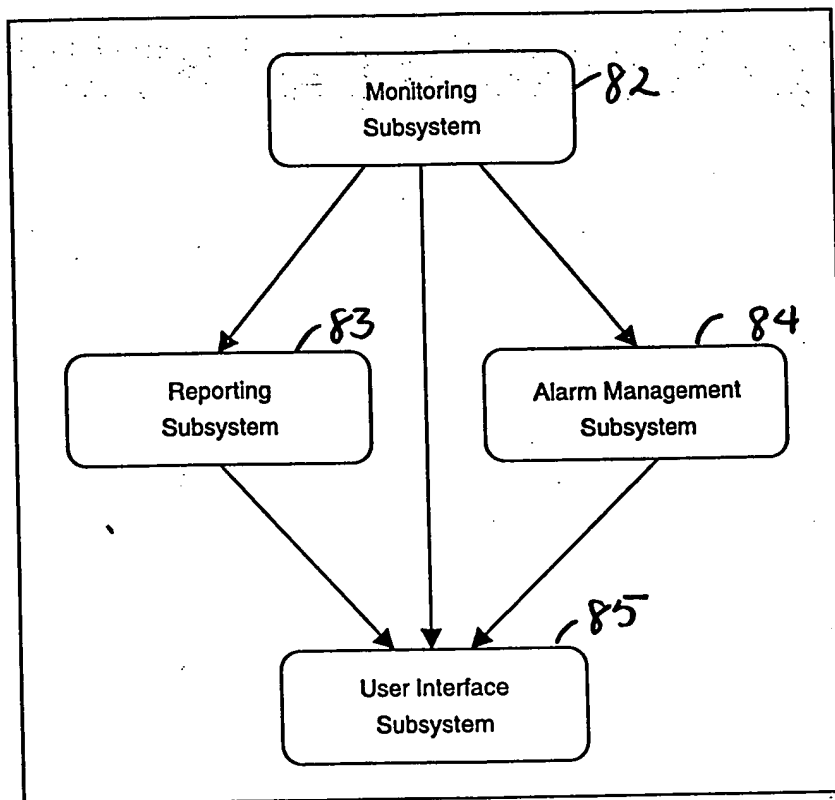 Monitoring
Subsystem
82
83
84
Reporting
Subsystem
Alarm Management
Subsystem
85
User Interface
Subsystem